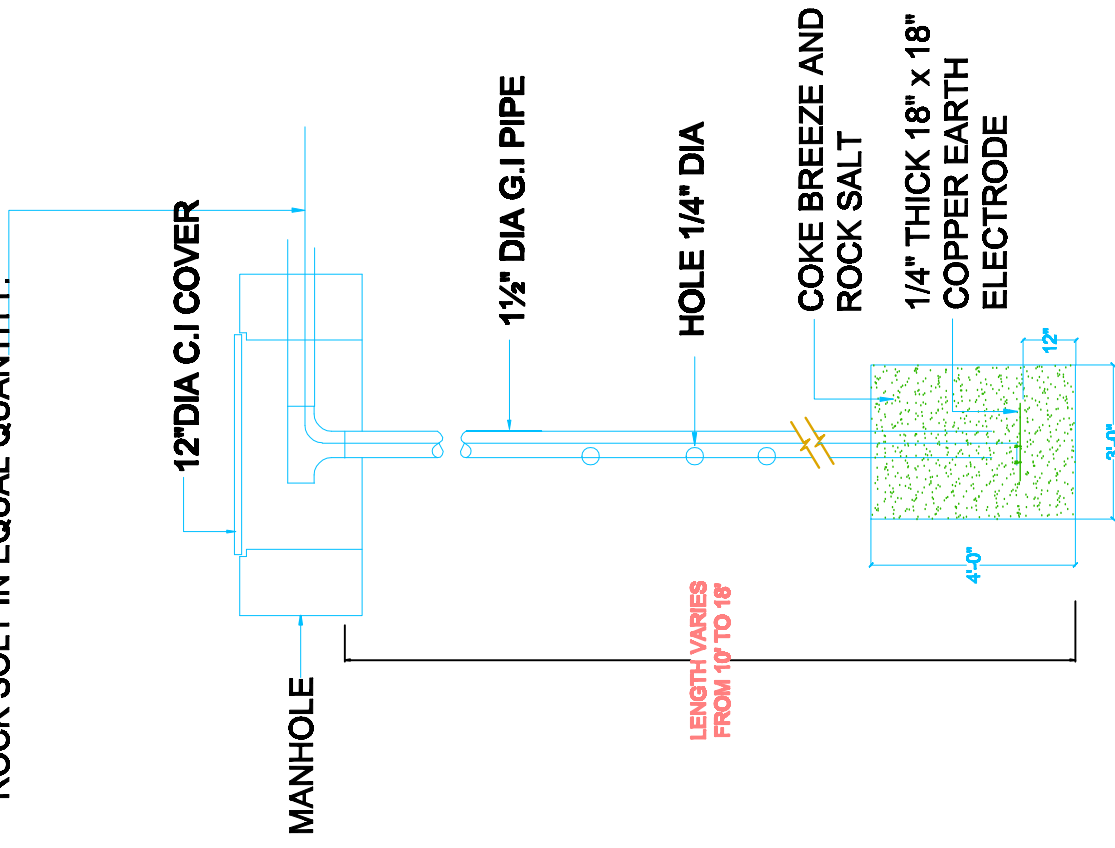 ROCK SOLT IN EQUAL QUANTITY.
12"DIA C.I COVER
MANHOLE
1½" DIA G.I PIPE
HOLE 1/4" DIA
LENGTH VARIES
FROM 10' TO 18'
COKE BREEZE AND
ROCK SALT
1/4" THICK 18" x 18"
COPPER EARTH
ELECTRODE
12"
4'-0"
3'-0"